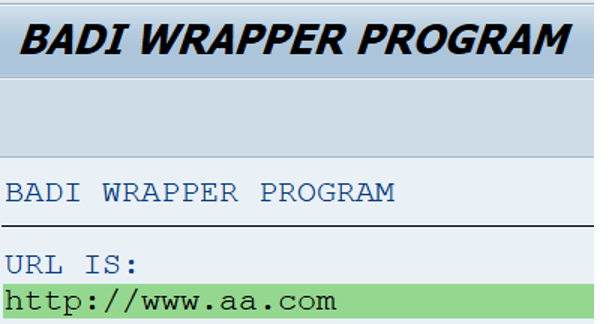 BADI WRAPPER PROGRAM
BADI WRAPPER PROGRAM
URL IS:
http://www.aa.com